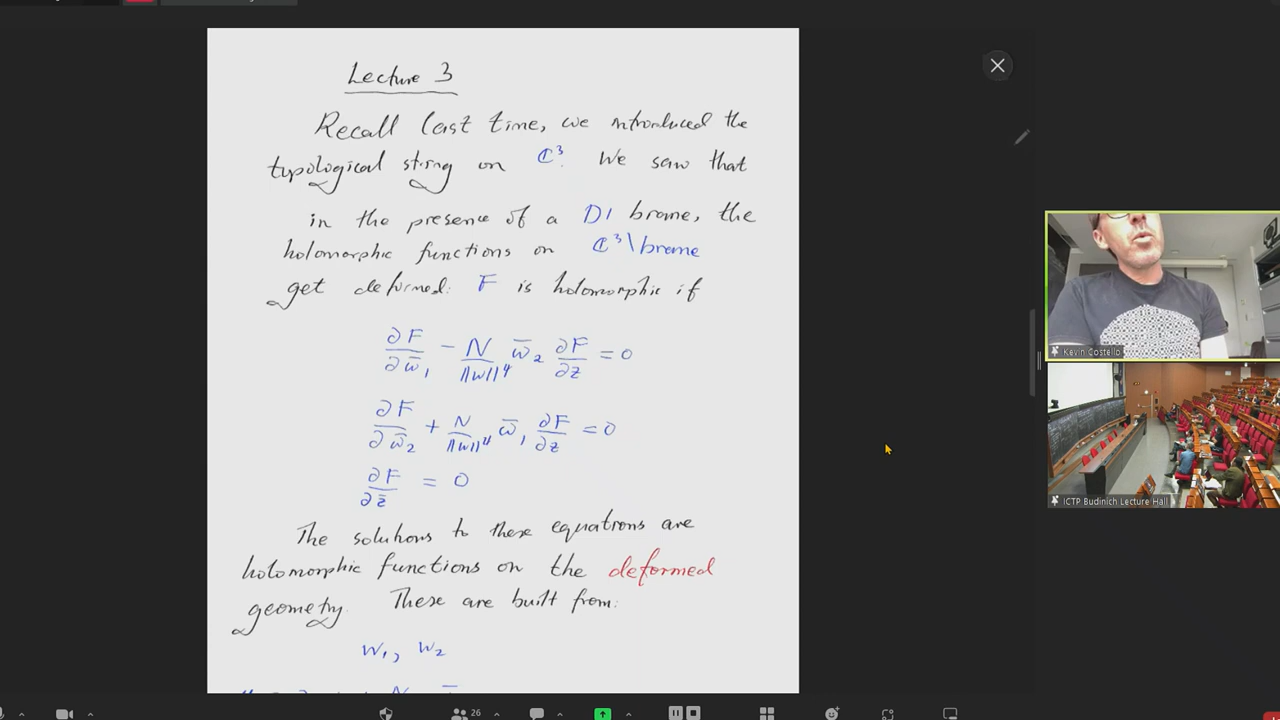 Lecture 3
Recall last time, we introduced the
topological string on ℂ³. We saw that
in the presence of a D1 brane, the
holomorphic functions on ℂ³\brane
get deformed: F is holomorphic if
∂F/∂w̄₁ − N/||w||⁴ w̄₂ ∂F/∂z = 0
∂F/∂w̄₂ + N/||w||⁴ w̄₁ ∂F/∂z = 0
∂F/∂z̄ = 0
The solutions to these equations are
holomorphic functions on the deformed
geometry. These are built from:
w₁, w₂
Kevin Costello
ICTP Budinich Lecture Hall
26